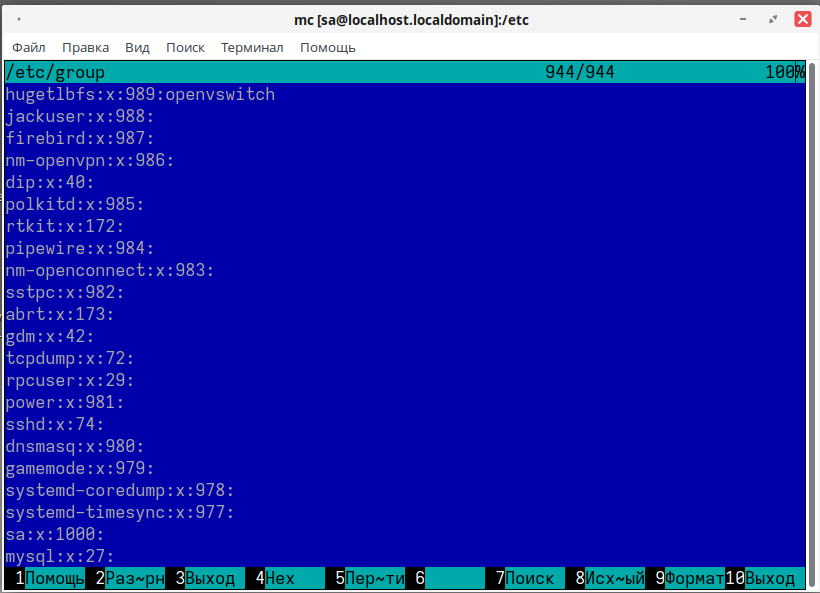 mc [sa@localhost.localdomain]:/etc
Файл Правка Вид Поиск Терминал Помощь
/etc/group 944/944 100%
hugetlbfs:x:989:openvswitch
jackuser:x:988:
firebird:x:987:
nm-openvpn:x:986:
dip:x:40:
polkitd:x:985:
rtkit:x:172:
pipewire:x:984:
nm-openconnect:x:983:
sstpc:x:982:
abrt:x:173:
gdm:x:42:
tcpdump:x:72:
rpcuser:x:29:
power:x:981:
sshd:x:74:
dnsmasq:x:980:
gamemode:x:979:
systemd-coredump:x:978:
systemd-timesync:x:977:
sa:x:1000:
mysql:x:27:
1Помощь 2Раз~рн 3Выход 4Hex 5Пер~ти 6 7Поиск 8Исх~ый 9Формат 10Выход